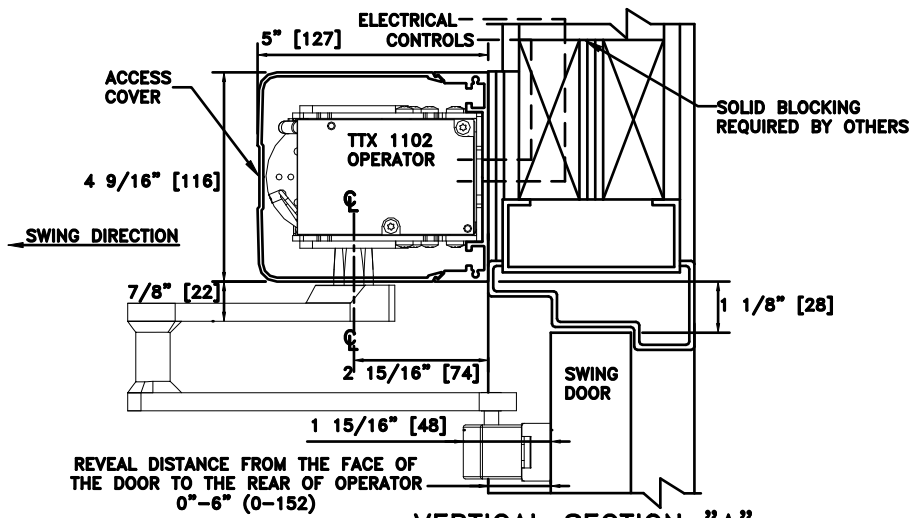 ELECTRICAL
CONTROLS
5" [127]
ACCESS
COVER
SOLID BLOCKING
REQUIRED BY OTHERS
TTX 1102
OPERATOR
4 9/16" [116]
℄
SWING DIRECTION
7/8" [22]
1 1/8" [28]
℄
2 15/16" [74]
SWING
DOOR
1 15/16" [48]
REVEAL DISTANCE FROM THE FACE OF
THE DOOR TO THE REAR OF OPERATOR
0"-6" (0-152)
VERTICAL SECTION "A"